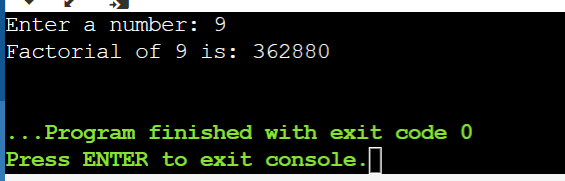 Enter a number: 9
Factorial of 9 is: 362880
...Program finished with exit code 0
Press ENTER to exit console.